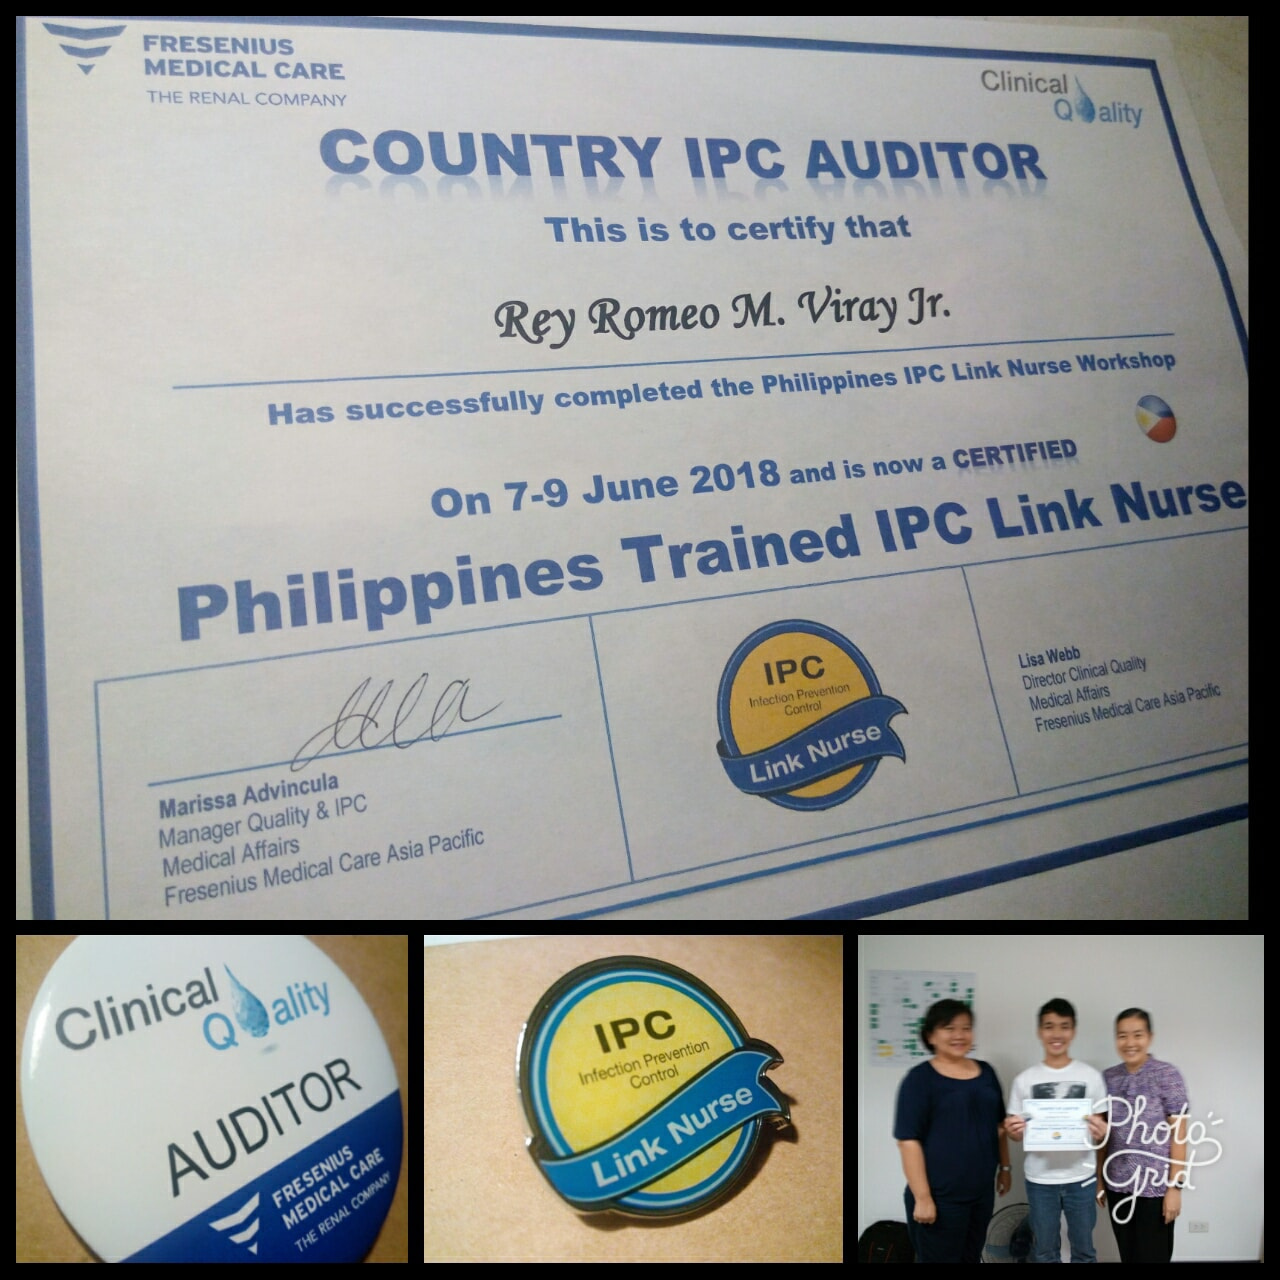 FRESENIUS
MEDICAL CARE
THE RENAL COMPANY
Clinical
Quality
COUNTRY IPC AUDITOR
This is to certify that
Rey Romeo M. Viray Jr.
Has successfully completed the Philippines IPC Link Nurse Workshop
On 7-9 June 2018 and is now a CERTIFIED
Philippines Trained IPC Link Nurse
Marissa Advincula
Manager Quality & IPC
Medical Affairs
Fresenius Medical Care Asia Pacific
IPC
Infection Prevention
Control
Link Nurse
Lisa Webb
Director Clinical Quality
Medical Affairs
Fresenius Medical Care Asia Pacific
Clinical
Quality
AUDITOR
FRESENIUS
MEDICAL CARE
THE RENAL COMPANY
IPC
Infection Prevention
Control
Link Nurse
Photo
Grid